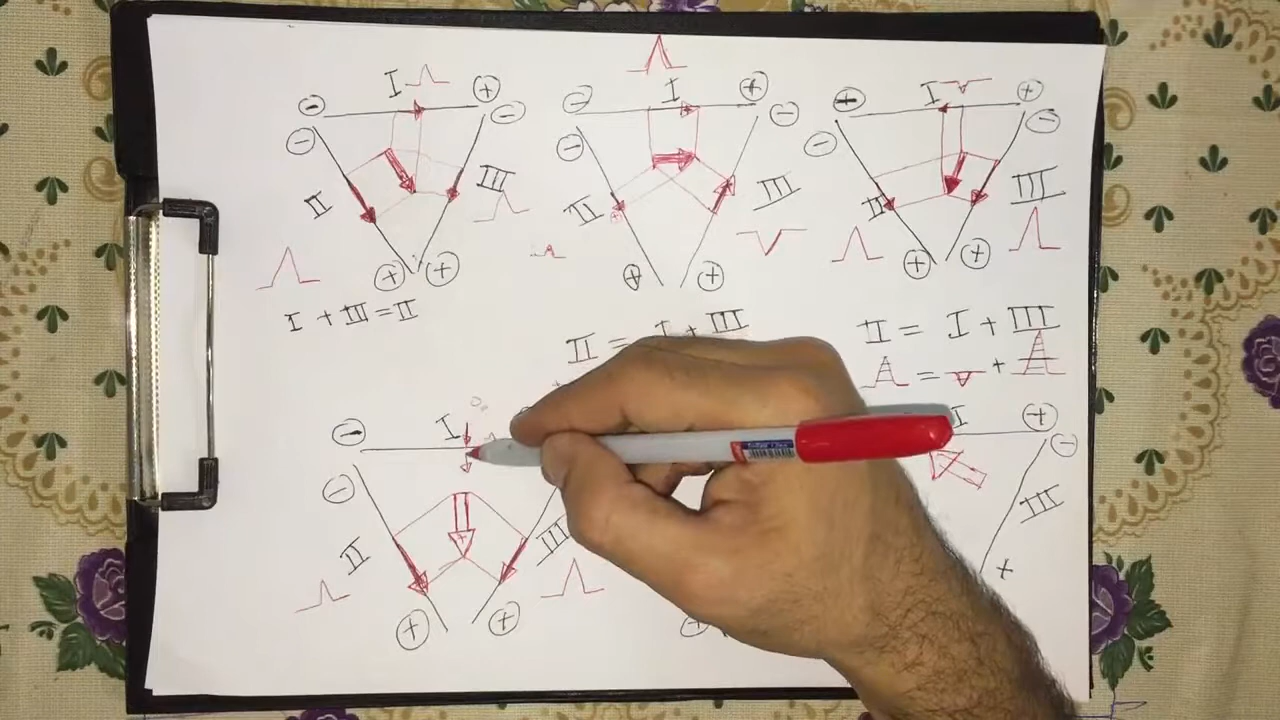 I
I
I
⊖ ⊕
⊖ ⊖
⊖ ⊕
⊖ ⊖
⊕ ⊕
⊖ ⊖
II III
II III
II III
⊕ ⊕
⊕ ⊕
⊕ ⊕
I + III = II
II = I + III
II = I + III
= +
I
⊖
⊖
II III
⊕ ⊕
I ⊕
⊖
III
+